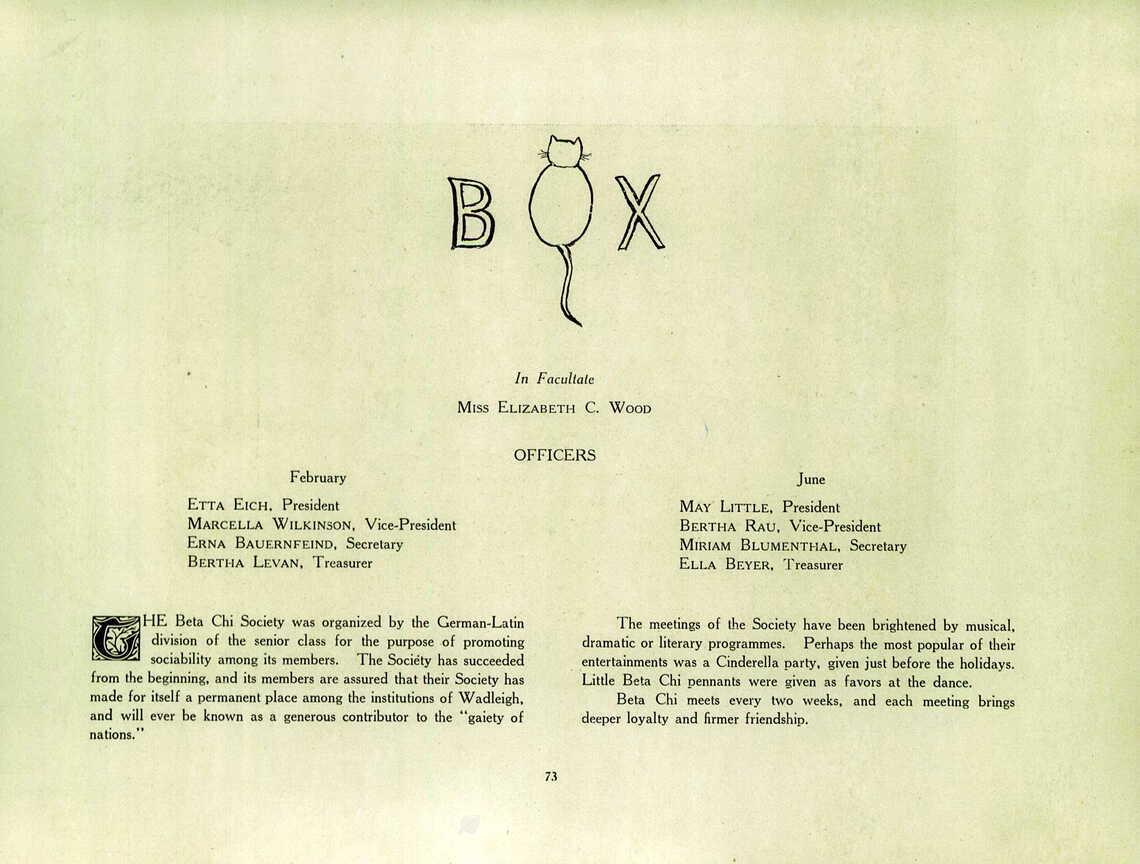 B X
In Facultate
Miss Elizabeth C. Wood
OFFICERS
February
Etta Eich, President
Marcella Wilkinson, Vice-President
Erna Bauernfeind, Secretary
Bertha Levan, Treasurer
June
May Little, President
Bertha Rau, Vice-President
Miriam Blumenthal, Secretary
Ella Beyer, Treasurer
THE Beta Chi Society was organized by the German-Latin
division of the senior class for the purpose of promoting
sociability among its members. The Society has succeeded
from the beginning, and its members are assured that their Society has
made for itself a permanent place among the institutions of Wadleigh,
and will ever be known as a generous contributor to the "gaiety of
nations."
The meetings of the Society have been brightened by musical,
dramatic or literary programmes. Perhaps the most popular of their
entertainments was a Cinderella party, given just before the holidays.
Little Beta Chi pennants were given as favors at the dance.
Beta Chi meets every two weeks, and each meeting brings
deeper loyalty and firmer friendship.
73